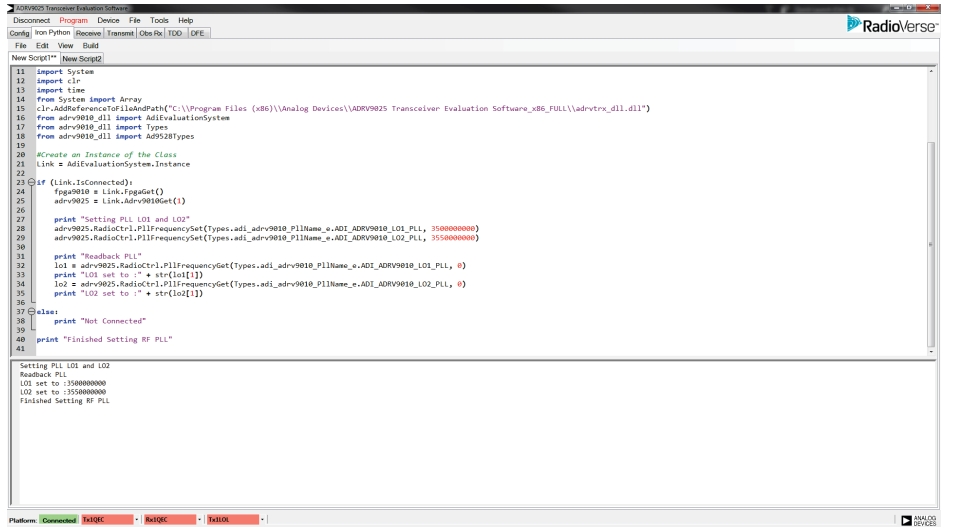 ADRV9025 Transceiver Evaluation Software
Disconnect Program Device File Tools Help
RadioVerse™
Config Iron Python Receive Transmit Obs Rx TDD DFE
File Edit View Build
New Script1** New Script2
11 import System
12 import clr
13 import time
14 from System import Array
15 clr.AddReferenceToFileAndPath("C:\\Program Files (x86)\\Analog Devices\\ADRV9025 Transceiver Evaluation Software_x86_FULL\\adrvtrx_dll.dll")
16 from adrv9010_dll import AdiEvaluationSystem
17 from adrv9010_dll import Types
18 from adrv9010_dll import Ad9528Types
19
20 #Create an Instance of the Class
21 Link = AdiEvaluationSystem.Instance
22
23 if (Link.IsConnected):
24 fpga9010 = Link.FpgaGet()
25 adrv9025 = Link.Adrv9010Get(1)
26
27 print "Setting PLL LO1 and LO2"
28 adrv9025.RadioCtrl.PllFrequencySet(Types.adi_adrv9010_PllName_e.ADI_ADRV9010_LO1_PLL, 3500000000)
29 adrv9025.RadioCtrl.PllFrequencySet(Types.adi_adrv9010_PllName_e.ADI_ADRV9010_LO2_PLL, 3550000000)
30
31 print "Readback PLL"
32 lo1 = adrv9025.RadioCtrl.PllFrequencyGet(Types.adi_adrv9010_PllName_e.ADI_ADRV9010_LO1_PLL, 0)
33 print "LO1 set to :" + str(lo1[1])
34 lo2 = adrv9025.RadioCtrl.PllFrequencyGet(Types.adi_adrv9010_PllName_e.ADI_ADRV9010_LO2_PLL, 0)
35 print "LO2 set to :" + str(lo2[1])
36
37 else:
38 print "Not Connected"
39
40 print "Finished Setting RF PLL"
41
Setting PLL LO1 and LO2
Readback PLL
LO1 set to :3500000000
LO2 set to :3550000000
Finished Setting RF PLL
Platform: Connected Tx1QEC Rx1QEC Tx1LOL
ANALOG
DEVICES